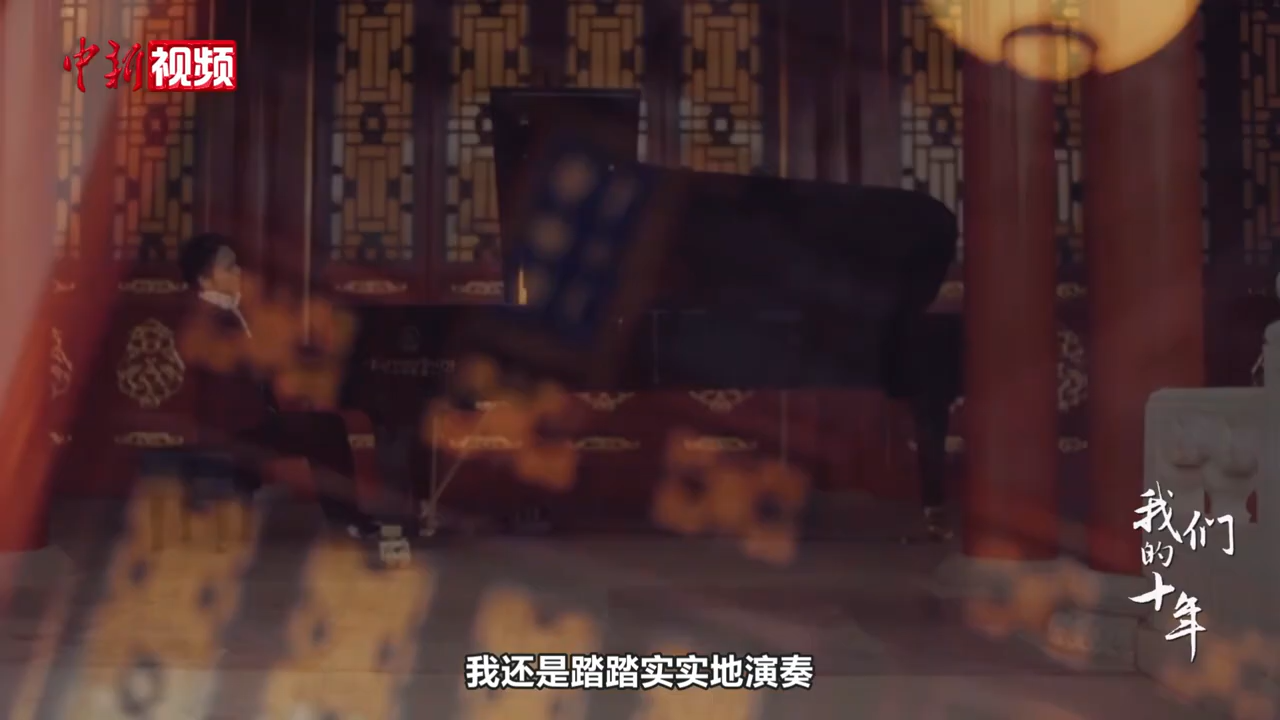 中新视频
我们
的
十年
我还是踏踏实实地演奏